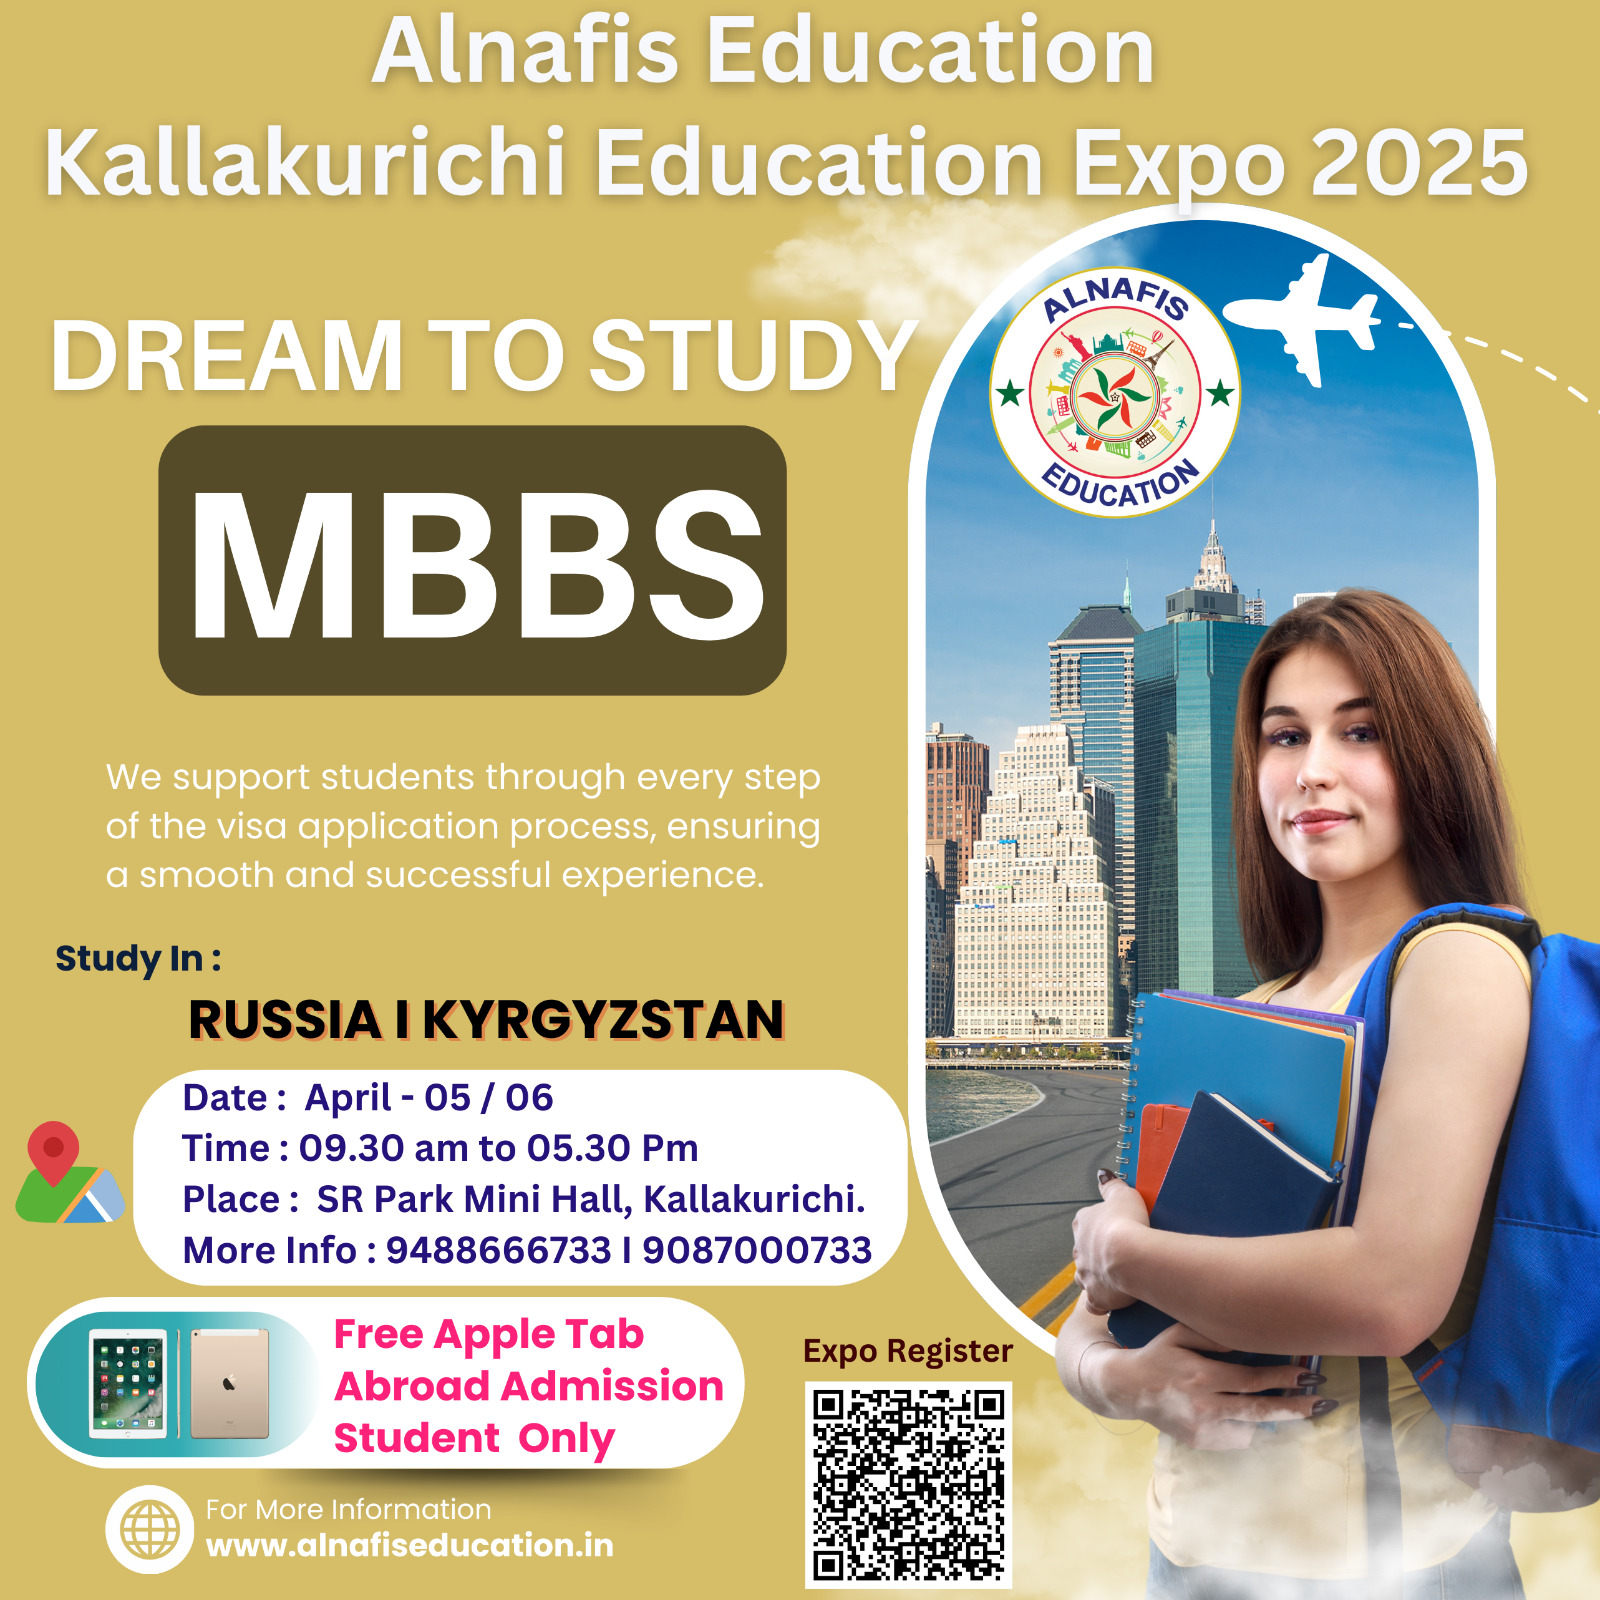 Alnafis Education
Kallakurichi Education Expo 2025
ALNAFIS
EDUCATION
DREAM TO STUDY
MBBS
We support students through every step
of the visa application process, ensuring
a smooth and successful experience.
Study In :
RUSSIA I KYRGYZSTAN
Date :  April - 05 / 06
Time : 09.30 am to 05.30 Pm
Place :  SR Park Mini Hall, Kallakurichi.
More Info : 9488666733 I 9087000733
Free Apple Tab
Abroad Admission
Student  Only
Expo Register
For More Information
www.alnafiseducation.in